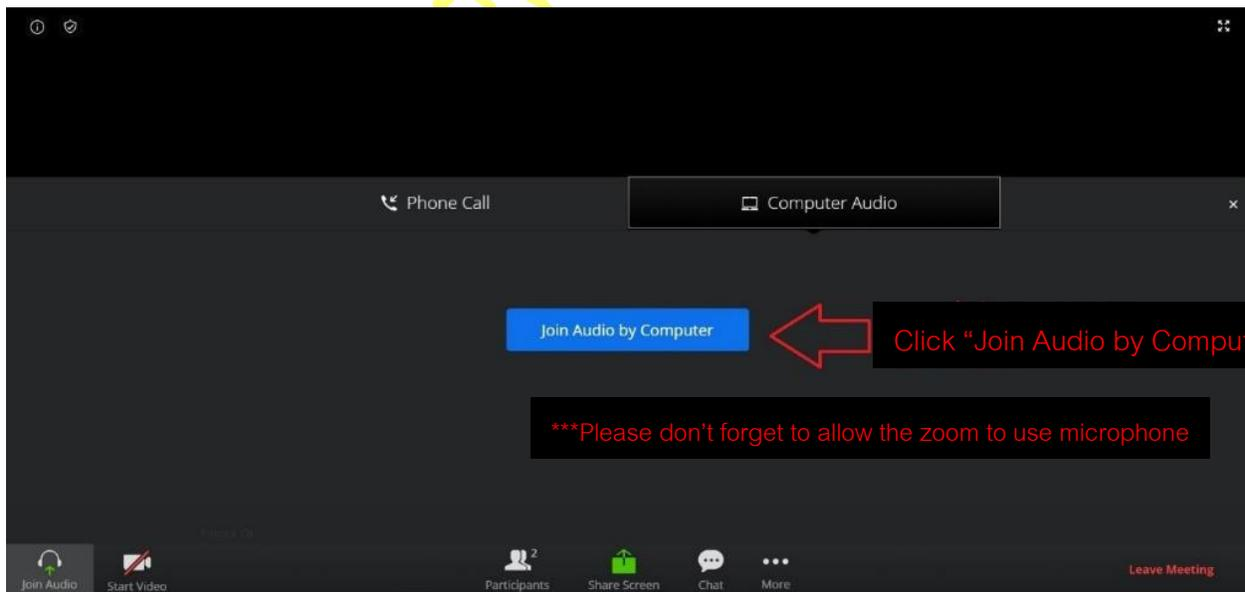 Phone Call
Computer Audio
Join Audio by Computer
Click “Join Audio by Comput
***Please don’t forget to allow the zoom to use microphone
Join Audio
Start Video
2
Participants
Share Screen
Chat
More
Leave Meeting